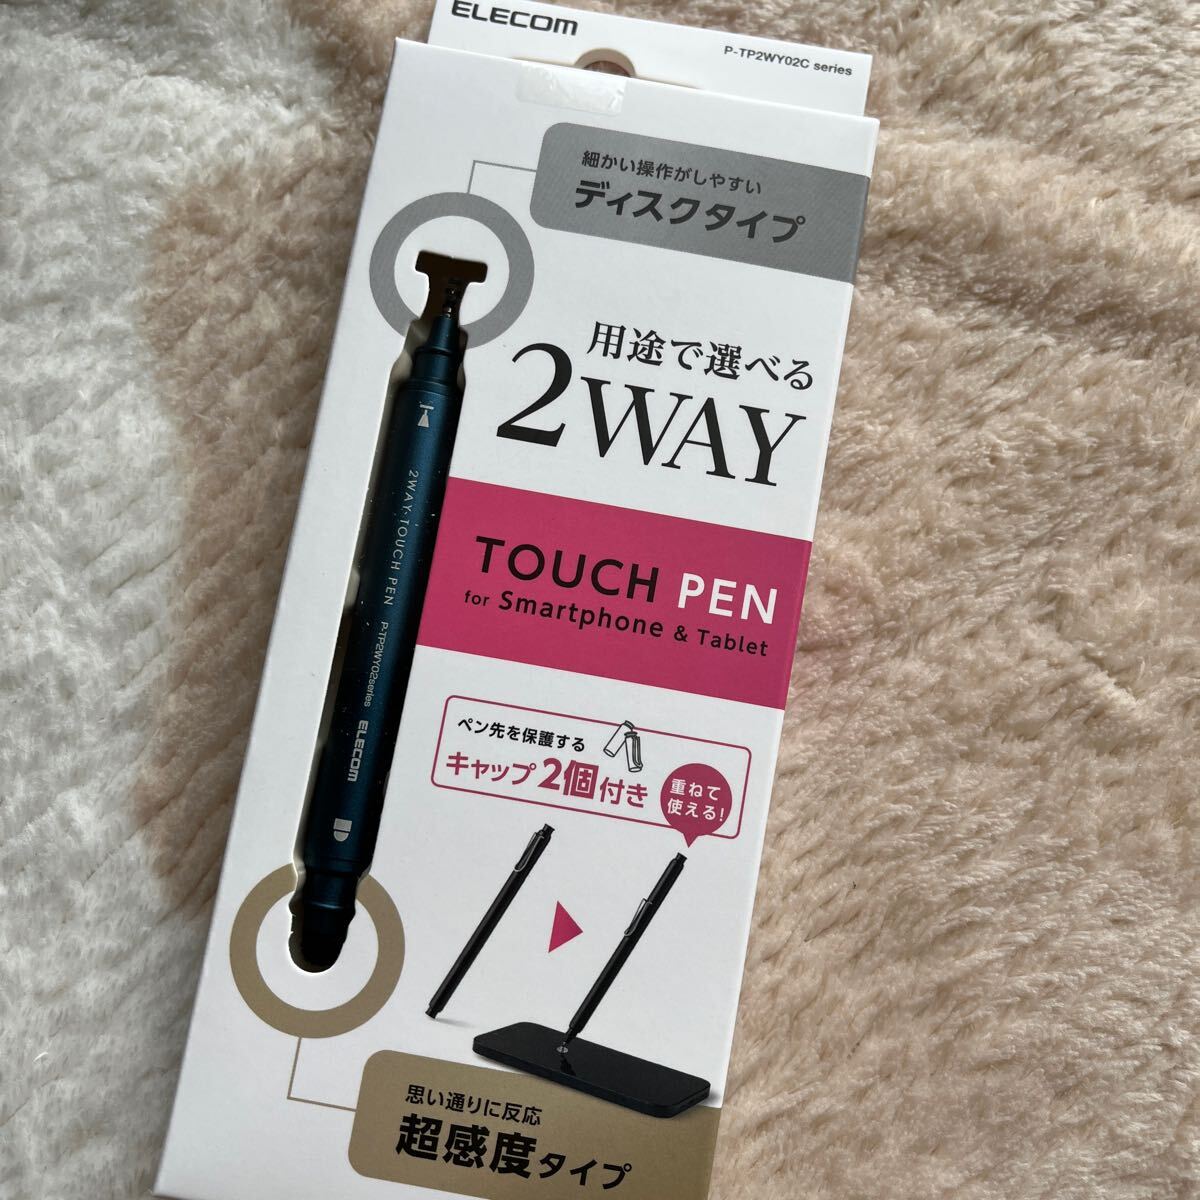 ELECOM
P-TP2WY02C series
細かい操作がしやすい
ディスクタイプ
用途で選べる
2WAY
TOUCH PEN
for Smartphone & Tablet
2WAY TOUCH PEN
P-TP2WY02series
ELECOM
ペン先を保護する
キャップ2個付き
重ねて
使える!
思い通りに反応
超感度タイプ